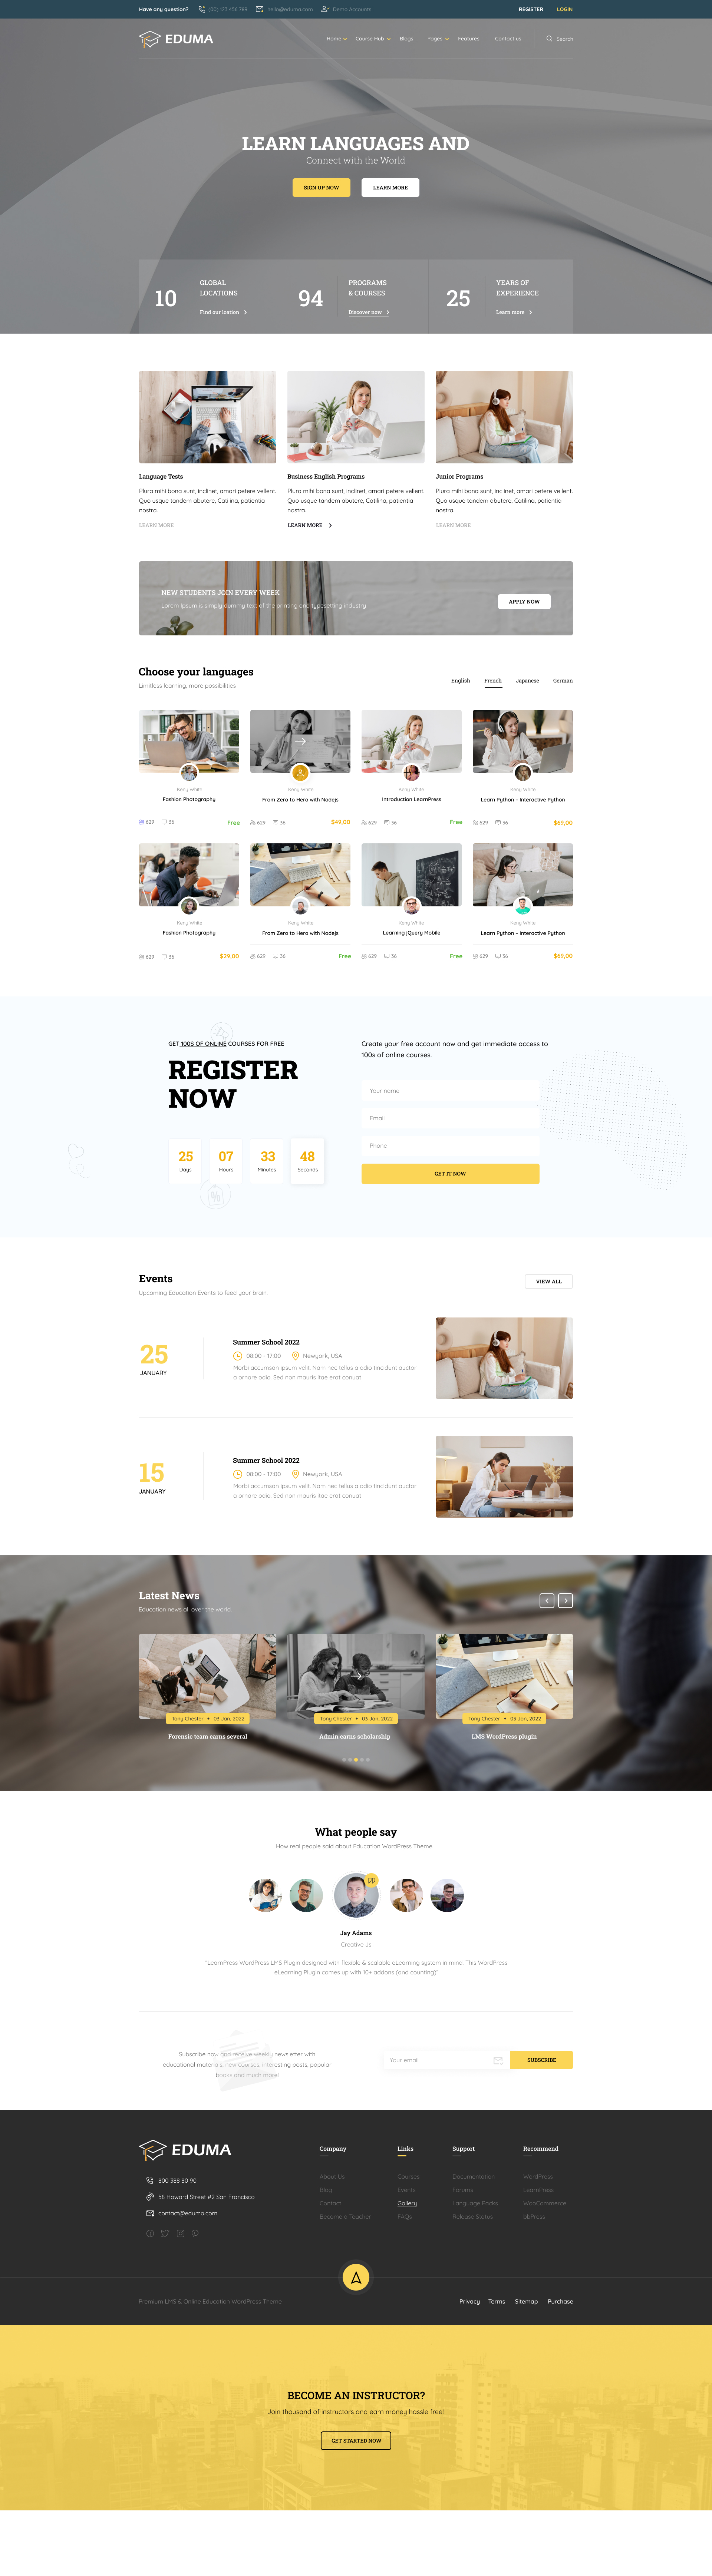 Have any question? (00) 123 456 789 hello@eduma.com Demo Accounts REGISTER LOGIN
EDUMA Home Course Hub Blogs Pages Features Contact us Search
LEARN LANGUAGES AND
Connect with the World
SIGN UP NOW LEARN MORE
10 GLOBAL LOCATIONS
Find our loation
94 PROGRAMS & COURSES
Discover now
25 YEARS OF EXPERIENCE
Learn more
Language Tests
Plura mihi bona sunt, inclinet, amari petere vellent.
Quo usque tandem abutere, Catilina, patientia
nostra.
LEARN MORE
Business English Programs
Plura mihi bona sunt, inclinet, amari petere vellent
Quo usque tandem abutere, Catilina, patientia
nostra.
LEARN MORE
Junior Programs
Plura mihi bona sunt, inclinet, amari petere vellent.
Quo usque tandem abutere, Catilina, patientia
nostra.
LEARN MORE
NEW STUDENTS JOIN EVERY WEEK
Lorem Ipsum is simply dummy text of the printing and typesetting industry.
APPLY NOW
Choose your languages
Limitless learning, more possibilities
English French Japanese German
Keny White
Fashion Photography
629 36 Free
Keny White
From Zero to Hero with Nodejs
629 36 $49.00
Keny White
Introduction LearnPress
629 36 Free
Keny White
Learn Python – Interactive Python
629 36 $69.00
Keny White
Fashion Photography
629 36 $29.00
Keny White
From Zero to Hero with Nodejs
629 36 Free
Keny White
Learning jQuery Mobile
629 36 Free
Keny White
Learn Python – Interactive Python
629 36 $69.00
GET 100S OF ONLINE COURSES FOR FREE
REGISTER
NOW
25 Days
07 Hours
33 Minutes
48 Seconds
Create your free account now and get immediate access to
100s of online courses.
Your name
Email
Phone
GET IT NOW
Events
Upcoming Education Events to feed your brain.
VIEW ALL
25
JANUARY
Summer School 2022
08:00 - 17:00 Newyork, USA
Morbi accumsan ipsum velit. Nam nec tellus a odio tincidunt auctor
a ornare odio. Sed non mauris itae erat conuat
15
JANUARY
Summer School 2022
08:00 - 17:00 Newyork, USA
Morbi accumsan ipsum velit. Nam nec tellus a odio tincidunt auctor
a ornare odio. Sed non mauris itae erat conuat
Latest News
Education news all over the world.
Tony Chester • 03 Jan, 2022
Forensic team earns several
Tony Chester • 03 Jan, 2022
Admin earns scholarship
Tony Chester • 03 Jan, 2022
LMS WordPress plugin
What people say
How real people said about Education WordPress Theme.
Jay Adams
Creative Js
"LearnPress WordPress LMS Plugin designed with flexible & scalable eLearning system in mind. This WordPress
eLearning Plugin comes up with 10+ addons (and counting)"
Subscribe now and receive weekly newsletter with
educational materials, new courses, interesting posts, popular
books and much more!
Your email
SUBSCRIBE
EDUMA
800 388 80 90
58 Howard Street #2 San Francisco
contact@eduma.com
Company
About Us
Blog
Contact
Become a Teacher
Links
Courses
Events
Gallery
FAQs
Support
Documentation
Forums
Language Packs
Release Status
Recommend
WordPress
LearnPress
WooCommerce
bbPress
Premium LMS & Online Education WordPress Theme
Privacy Terms Sitemap Purchase
BECOME AN INSTRUCTOR?
Join thousand of instructors and earn money hassle free!
GET STARTED NOW